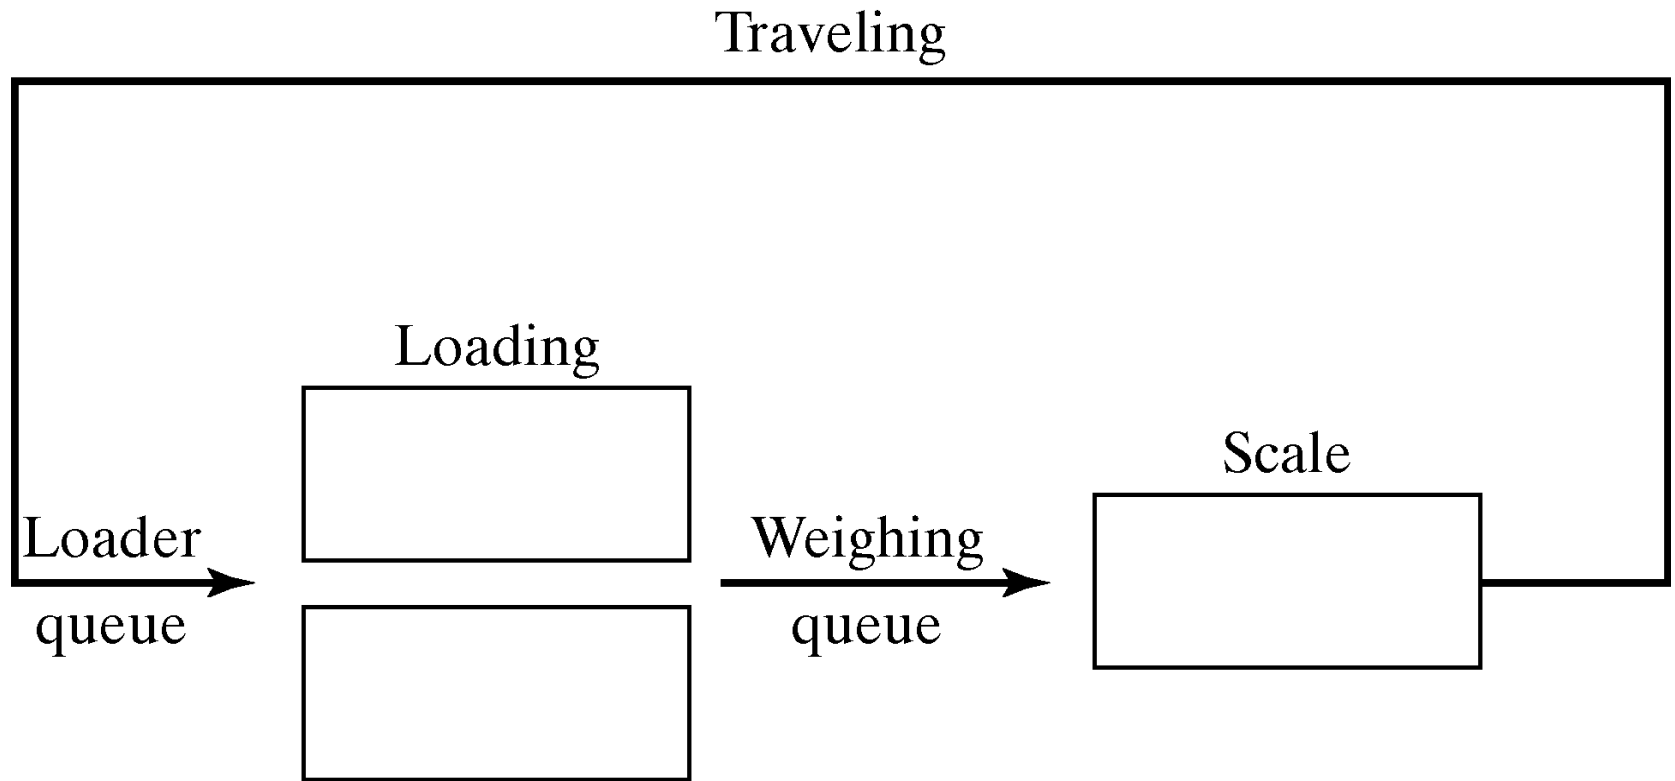 Traveling
Loading
Scale
Loader
queue
Weighing
queue